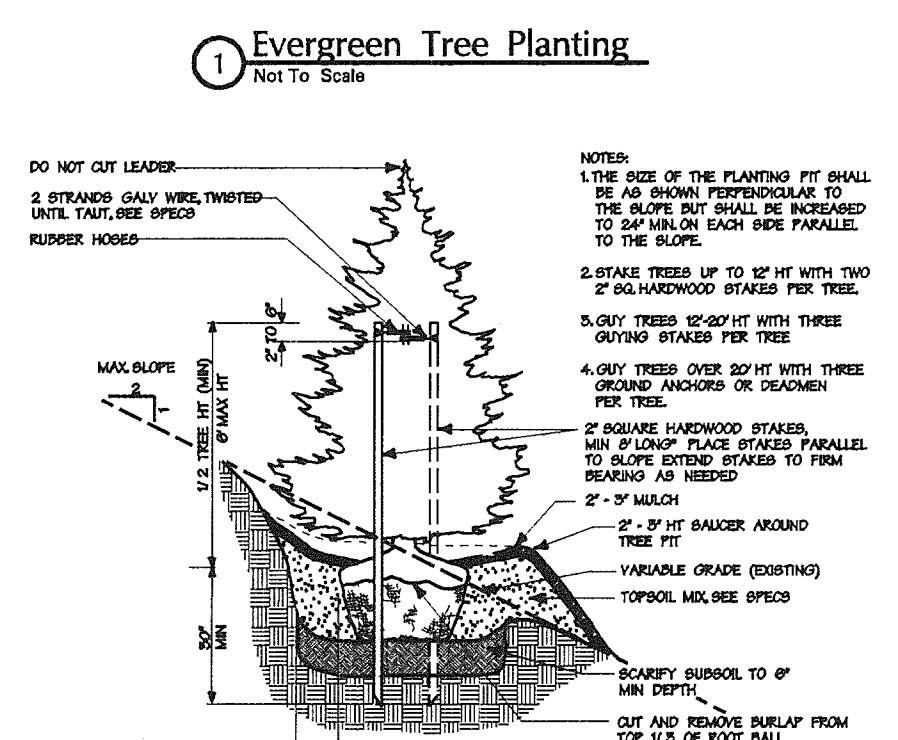 1
Evergreen Tree Planting
Not To Scale
DO NOT CUT LEADER
2 STRANDS GALV WIRE, TWISTED
UNTIL TAUT, SEE SPECS
RUBBER HOSES
2" TO 6"
MAX. SLOPE
2
1
1/2 TREE HT (MIN)
6' MAX HT
30"
MIN
NOTES:
1. THE SIZE OF THE PLANTING PIT SHALL
BE AS SHOWN PERPENDICULAR TO
THE SLOPE BUT SHALL BE INCREASED
TO 24" MIN. ON EACH SIDE PARALLEL
TO THE SLOPE.
2. STAKE TREES UP TO 12' HT WITH TWO
2" SQ. HARDWOOD STAKES PER TREE.
3. GUY TREES 12'-20' HT WITH THREE
GUYING STAKES PER TREE
4. GUY TREES OVER 20' HT WITH THREE
GROUND ANCHORS OR DEADMEN
PER TREE.
2" SQUARE HARDWOOD STAKES,
MIN 8' LONG" PLACE STAKES PARALLEL
TO SLOPE EXTEND STAKES TO FIRM
BEARING AS NEEDED
2" - 3" MULCH
2" - 3" HT SAUCER AROUND
TREE PIT
VARIABLE GRADE (EXISTING)
TOPSOIL MIX, SEE SPECS
SCARIFY SUBSOIL TO 6"
MIN DEPTH
CUT AND REMOVE BURLAP FROM
TOP 1/3 OF ROOT BALL